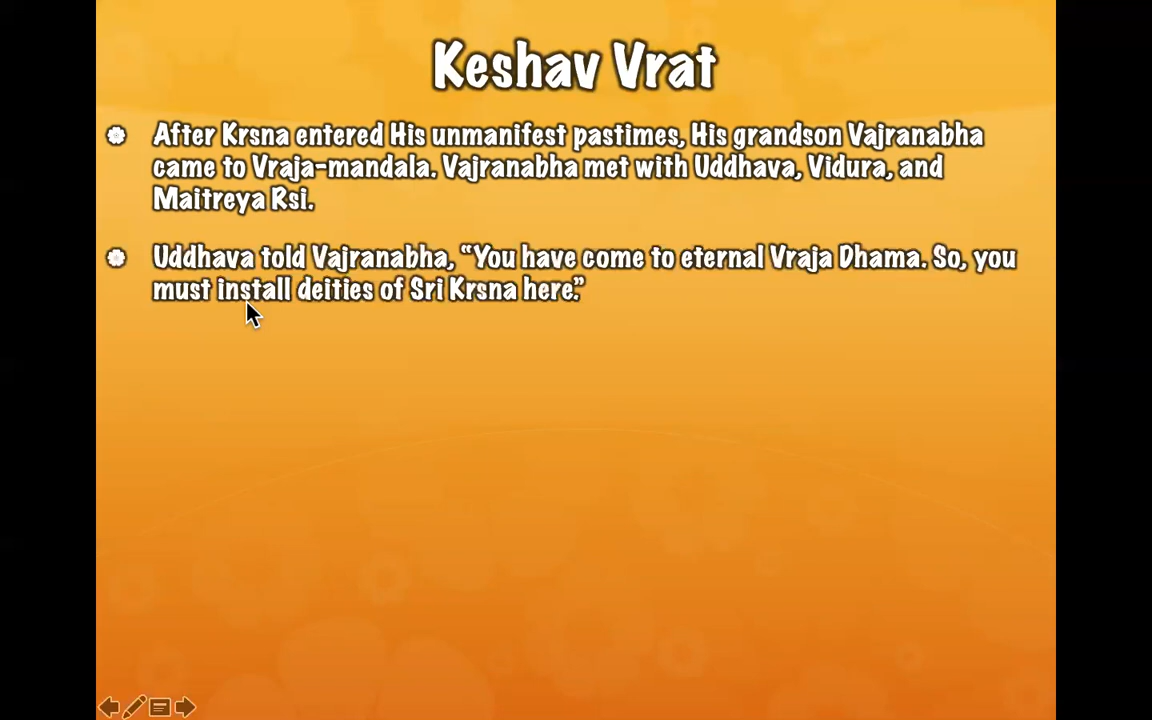 Keshav Vrat
After Krsna entered His unmanifest pastimes, His grandson Vajranabha
came to Vraja-mandala. Vajranabha met with Uddhava, Vidura, and
Maitreya Rsi.
Uddhava told Vajranabha, “You have come to eternal Vraja Dhama. So, you
must install deities of Sri Krsna here.”